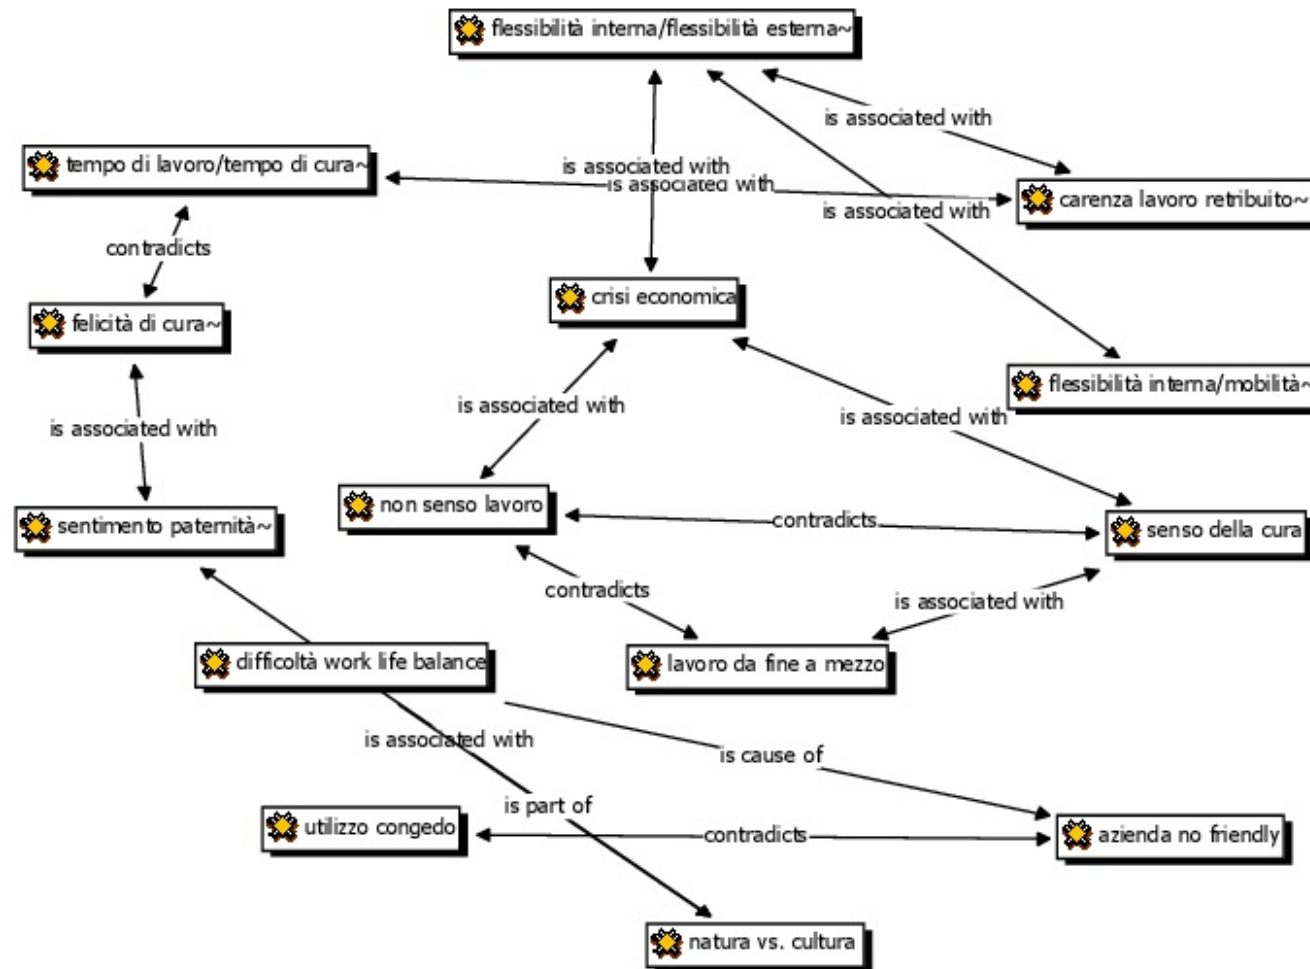 flessibilità interna/flessibilità esterna~
is associated with
tempo di lavoro/tempo di cura~
is associated with
is associated with
carenza lavoro retribuito~
is associated with
contradicts
crisi economica
felicità di cura~
flessibilità interna/mobilità~
is associated with
is associated with
is associated with
non senso lavoro
sentimento paternità~
contradicts
senso della cura
contradicts
is associated with
difficoltà work life balance
lavoro da fine a mezzo
is associated with
is cause of
is part of
utilizzo congedo
contradicts
azienda no friendly
natura vs. cultura